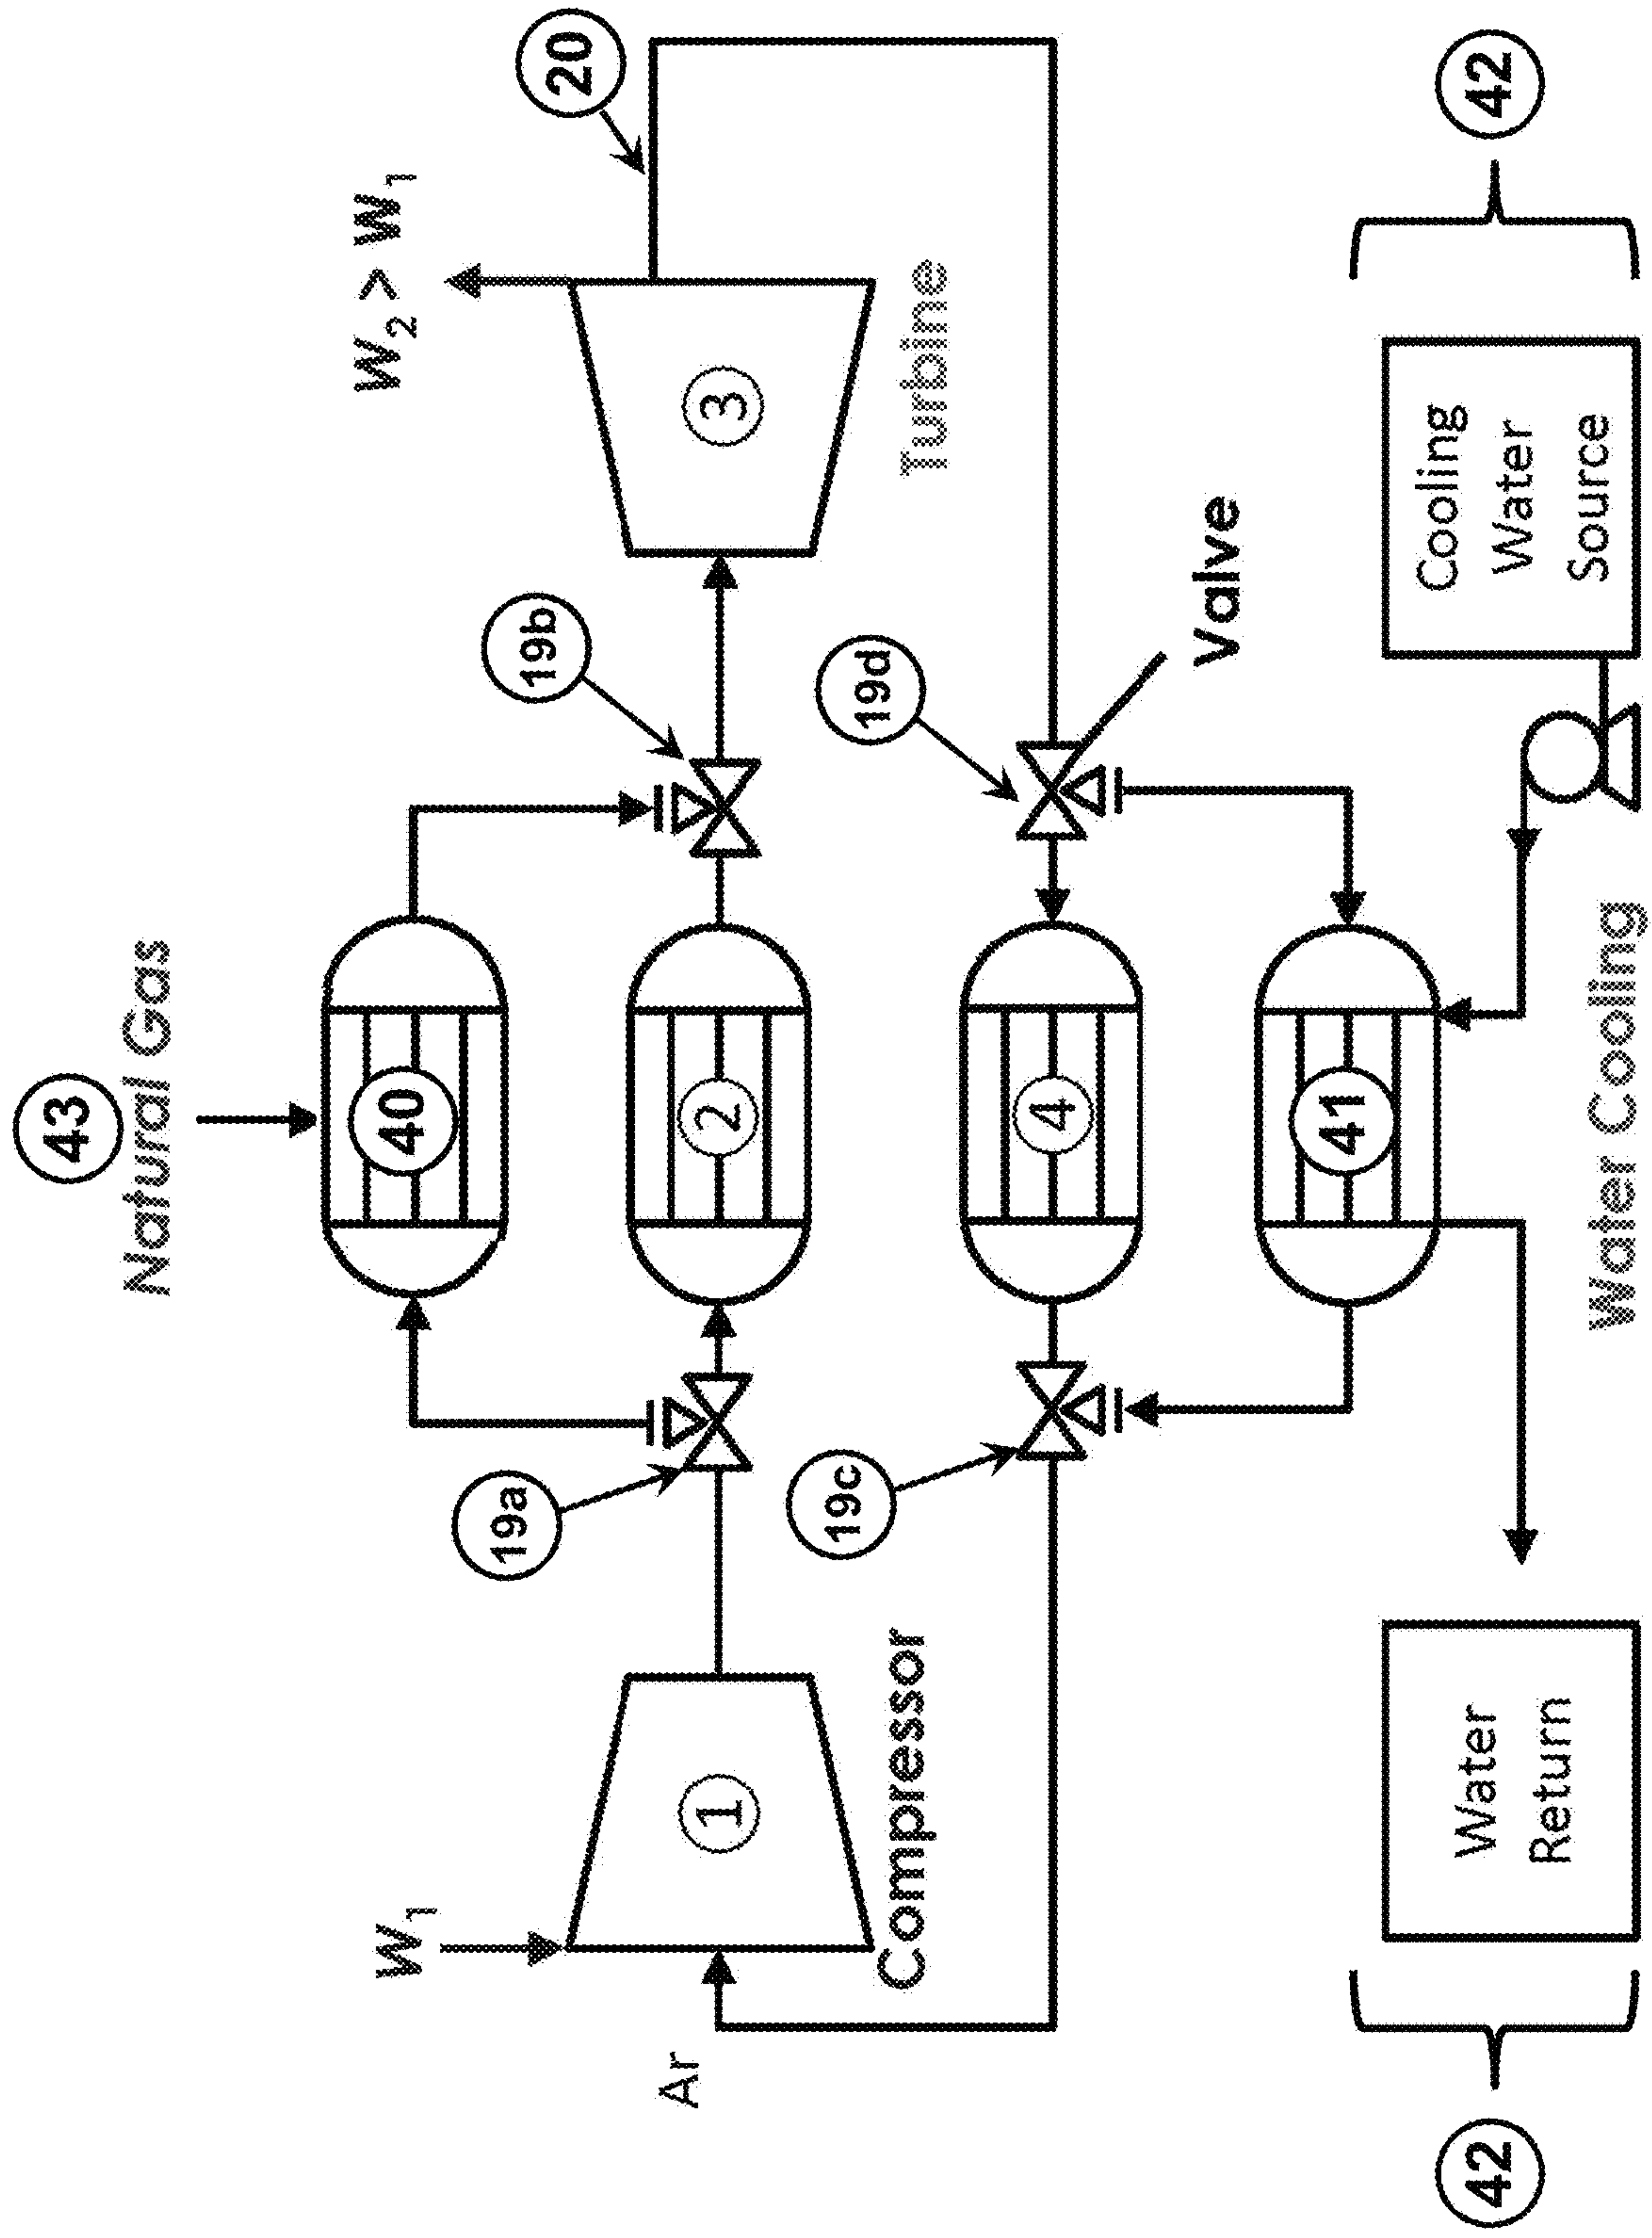 43
Natural Gas
40
W1
W2 > W1
20
19a
19b
Ar
1
2
3
Compressor
Turbine
19c
19d
4
Valve
41
42
Water
Return
Cooling
Water
Source
42
Water Cooling